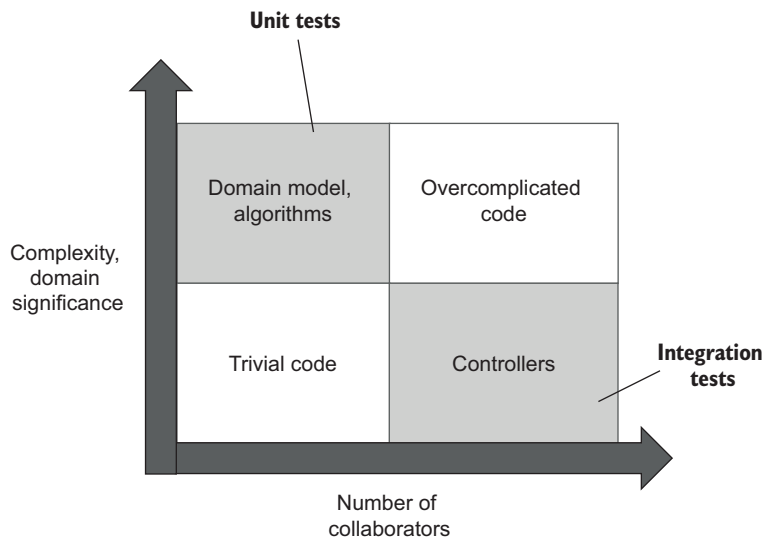 Unit tests
Domain model,
algorithms
Overcomplicated
code
Complexity,
domain
significance
Trivial code
Controllers
Integration
tests
Number of
collaborators